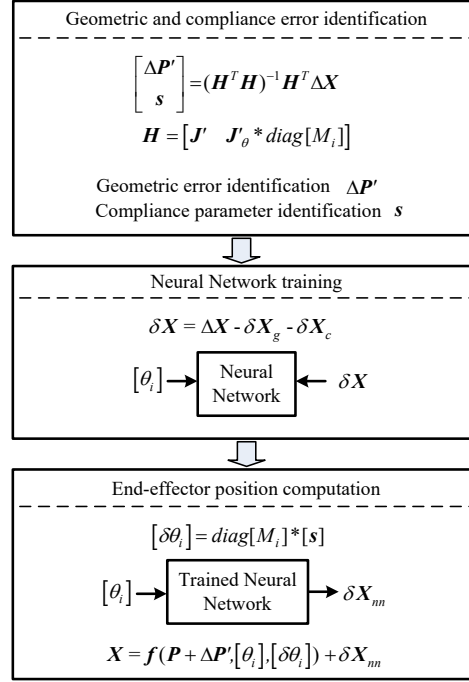 Geometric and compliance error identification
[ΔP′ s] = (HᵀH)⁻¹HᵀΔX
H = [J′ J′_θ * diag[M_i]]
Geometric error identification ΔP′
Compliance parameter identification s
Neural Network training
δX = ΔX - δX_g - δX_c
[θ_i] Neural Network δX
End-effector position computation
[δθ_i] = diag[M_i]*[s]
[θ_i] Trained Neural Network δX_nn
X = f(P + ΔP′,[θ_i],[δθ_i]) + δX_nn